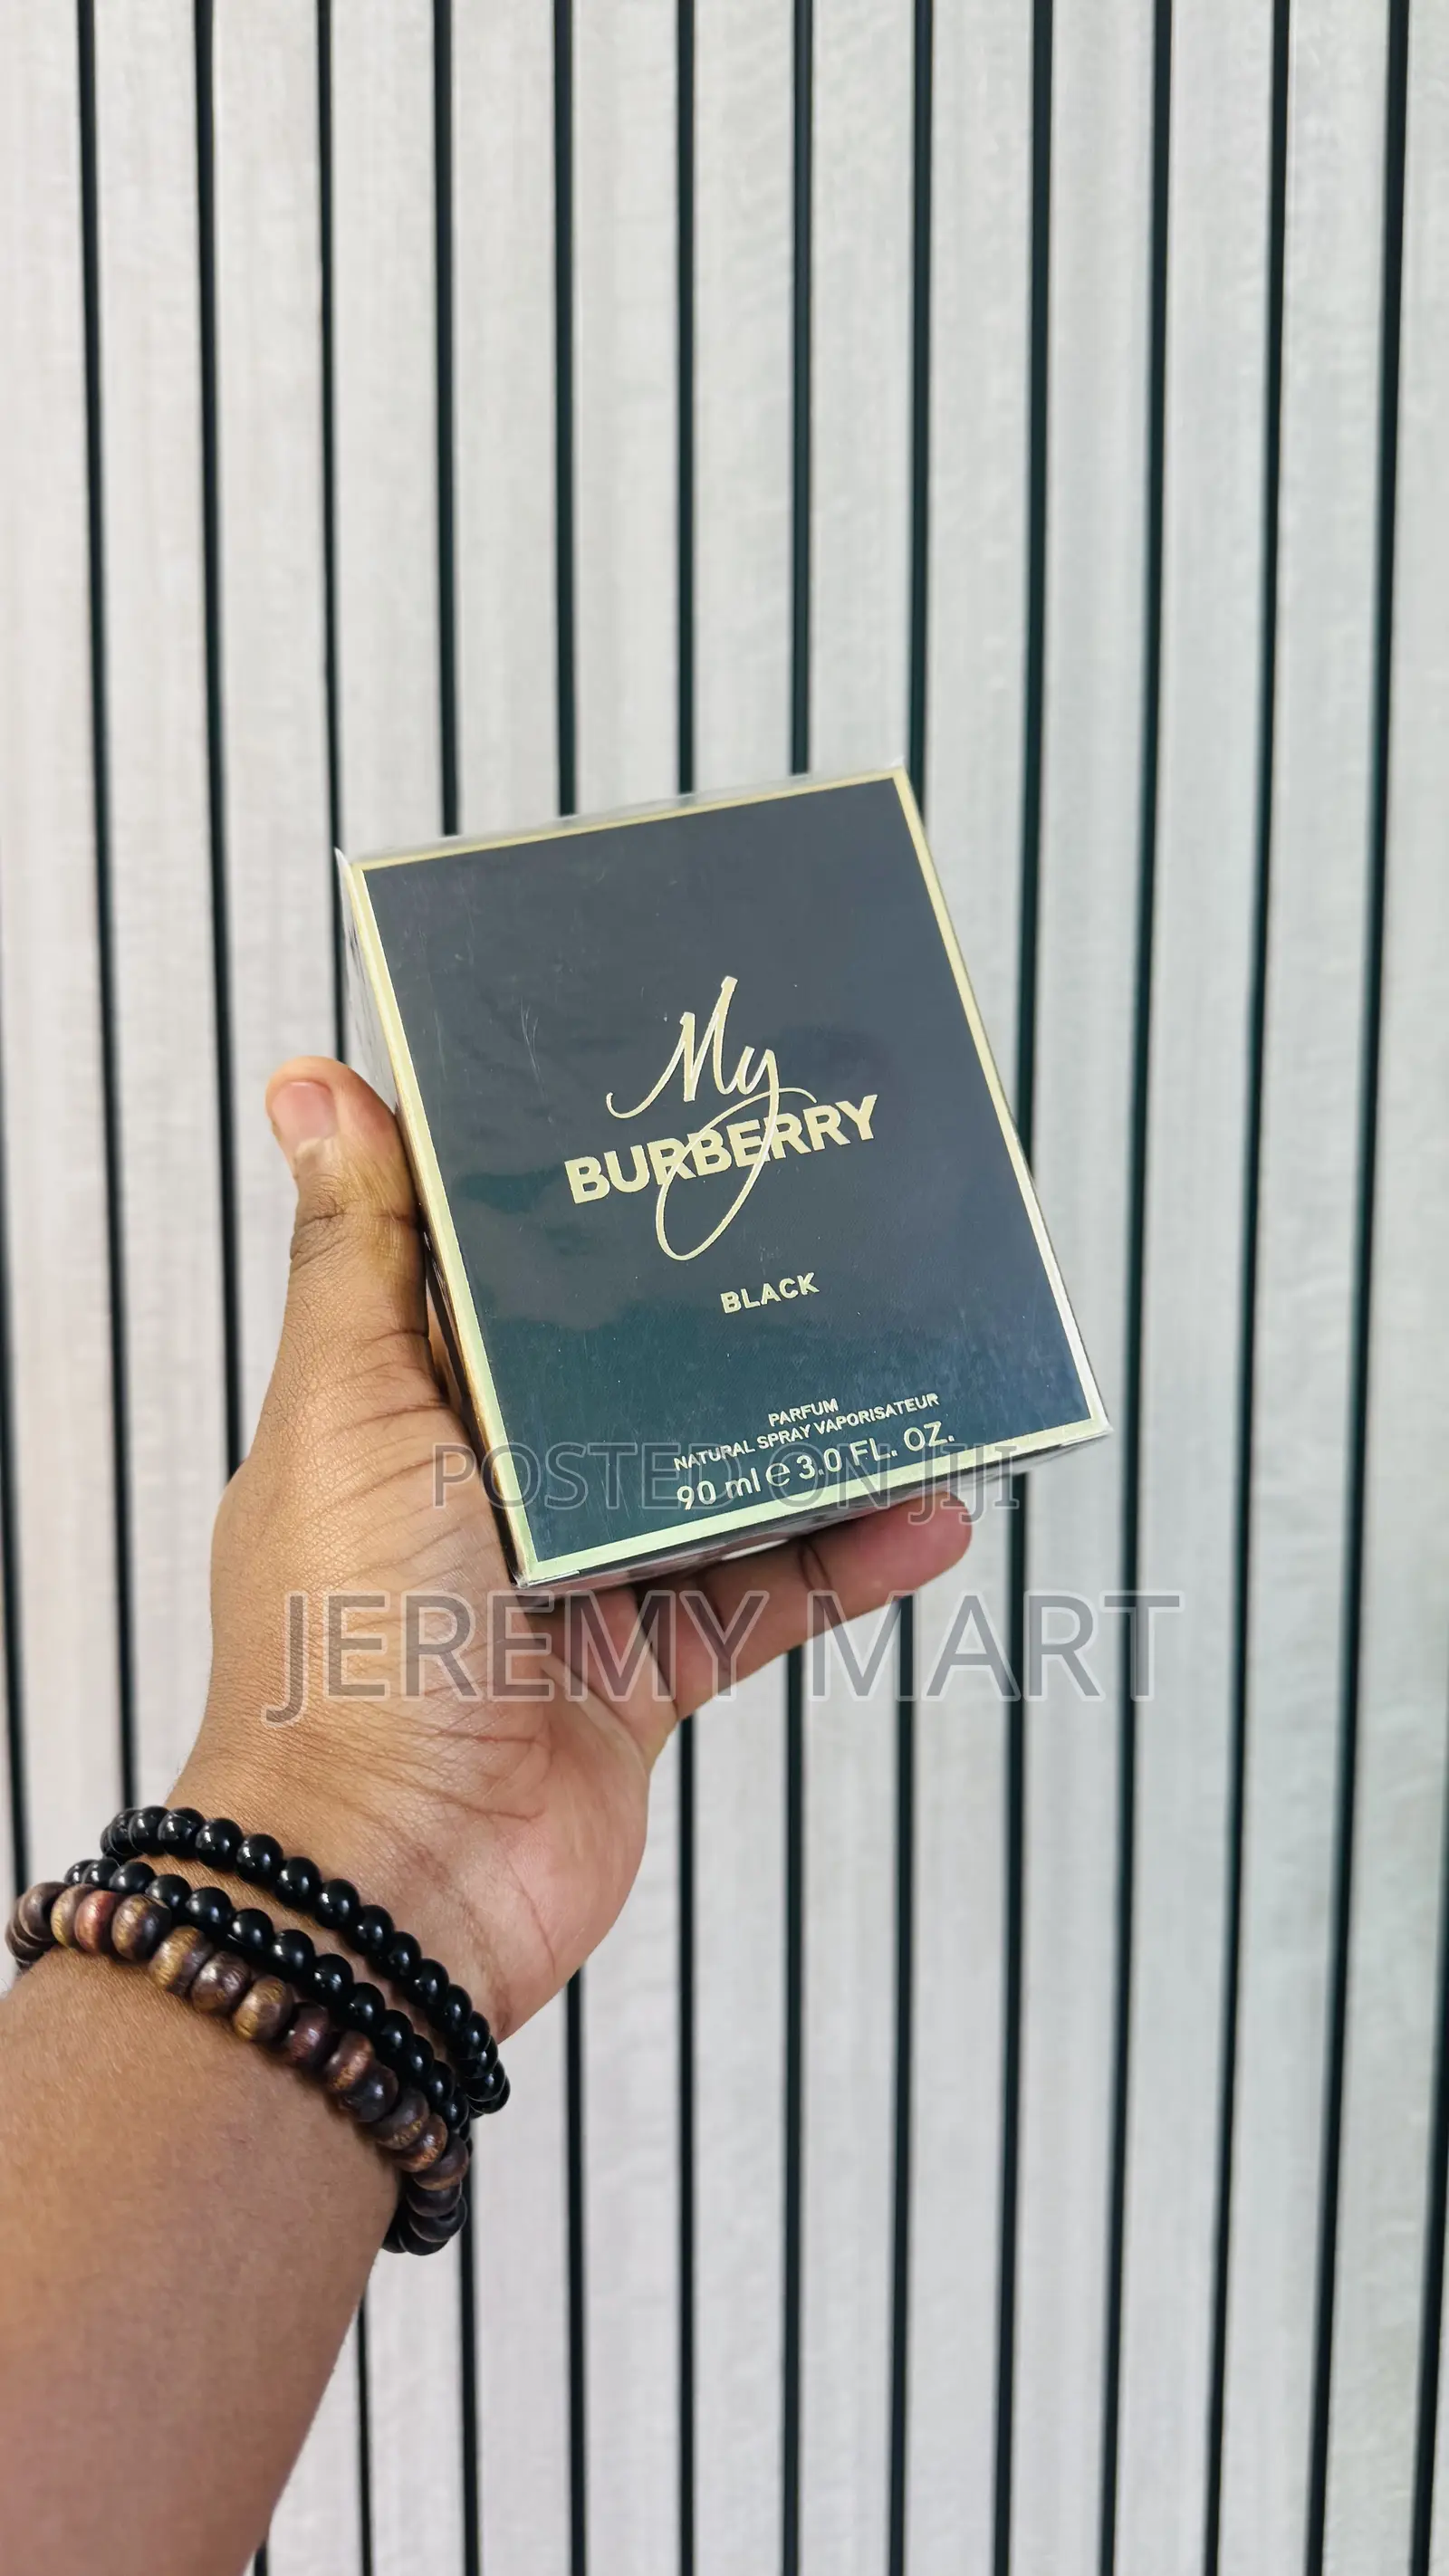 My
BURBERRY
BLACK
PARFUM
NATURAL SPRAY VAPORISATEUR
90 ml ℮ 3.0 FL. OZ.
POSTED ON JIJI
JEREMY MART